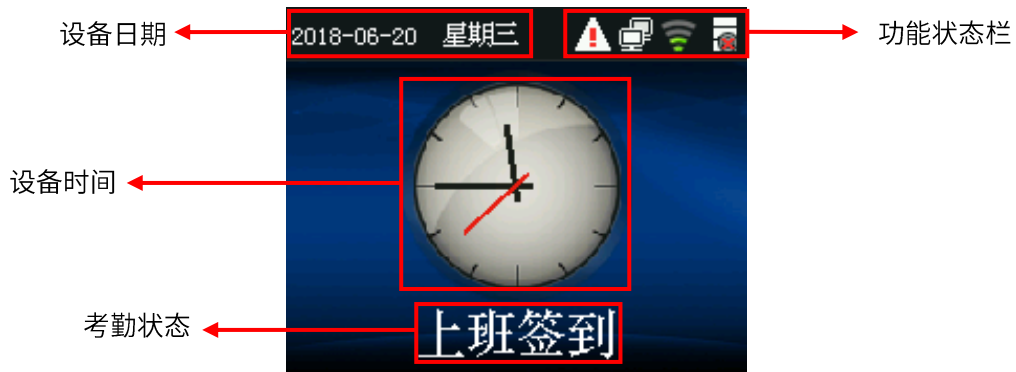 设备日期
2018-06-20 星期三
功能状态栏
设备时间
考勤状态
上班签到